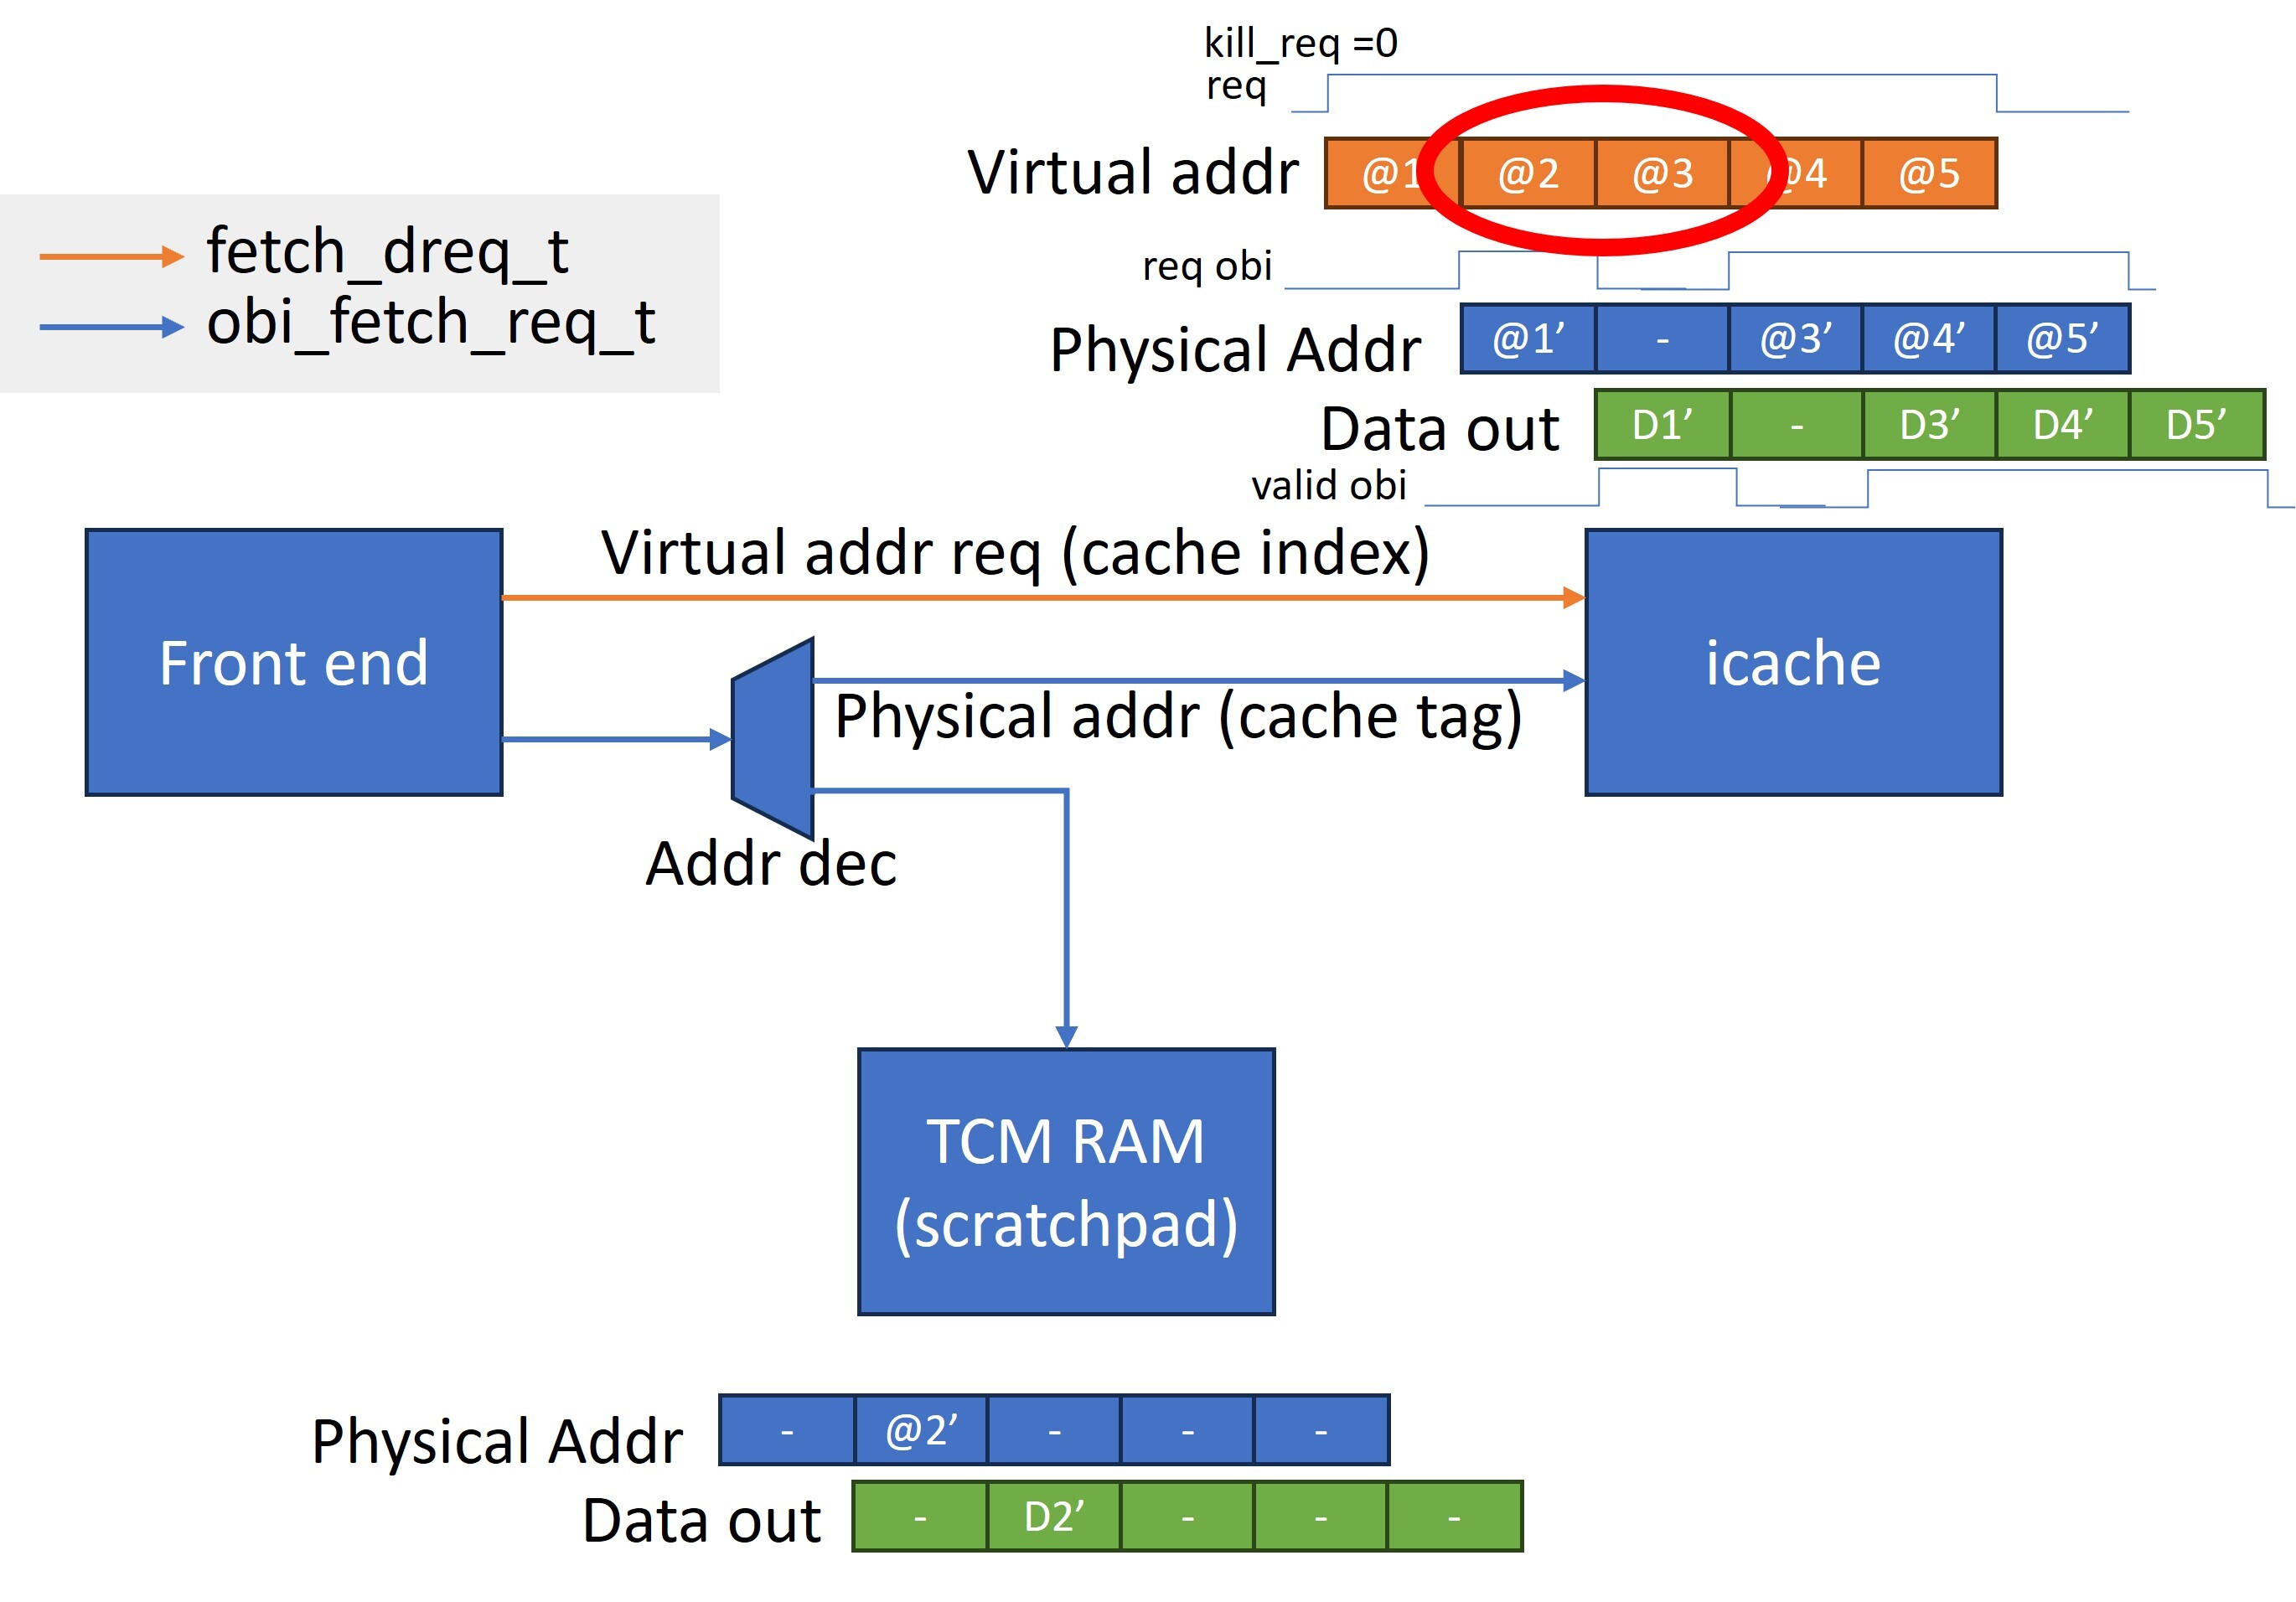 kill_req =0
req
Virtual addr @1 @2 @3 @4 @5
fetch_dreq_t
req obi
obi_fetch_req_t
Physical Addr @1’ - @3’ @4’ @5’
Data out D1’ - D3’ D4’ D5’
valid obi
Virtual addr req (cache index)
Front end
icache
Physical addr (cache tag)
Addr dec
TCM RAM
(scratchpad)
Physical Addr - @2’ - - -
Data out - D2’ - - -